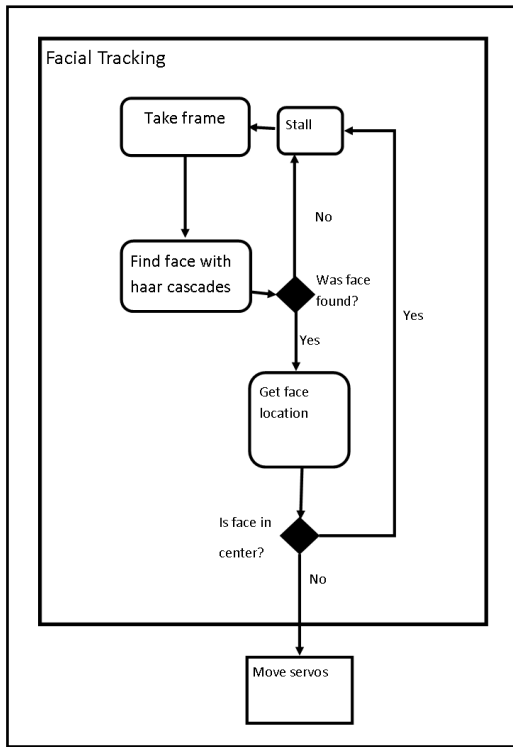 Facial Tracking
Take frame
Stall
No
Find face with
haar cascades
Was face
found?
Yes
Yes
Get face
location
Is face in
center?
No
Move servos